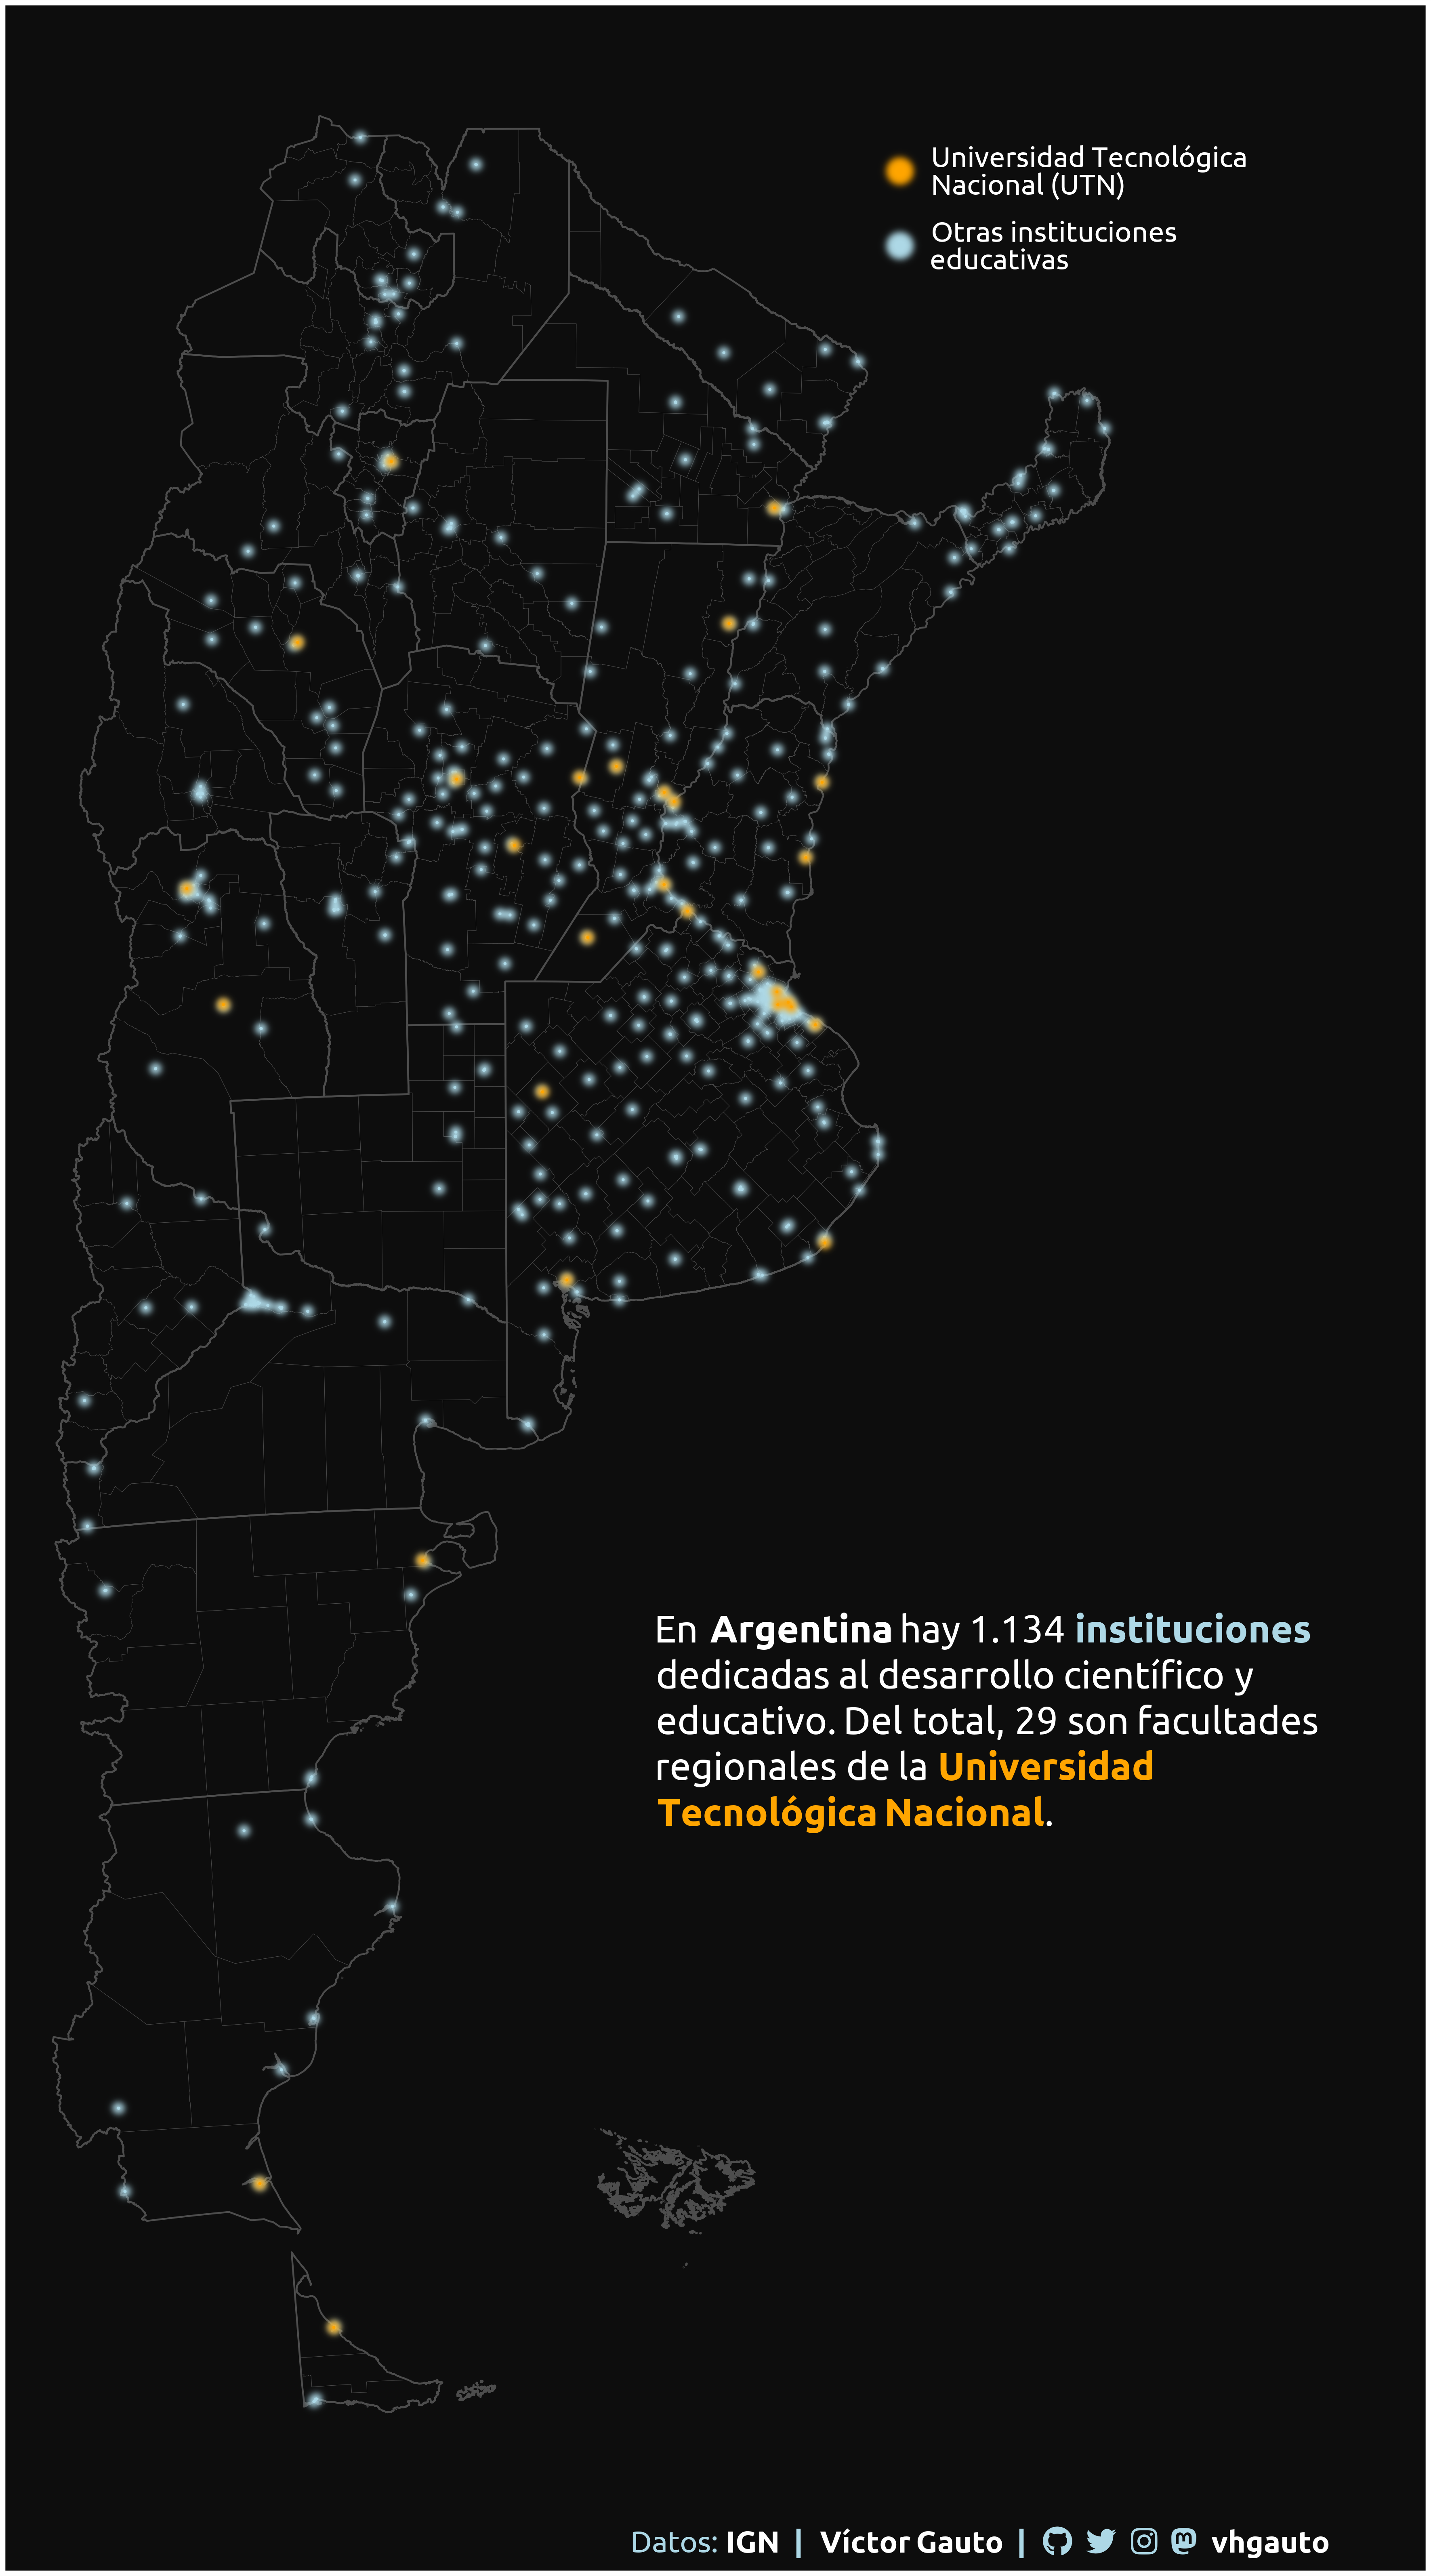 Universidad Tecnológica
Nacional (UTN)
Otras instituciones
educativas
En Argentina hay 1.134 instituciones
dedicadas al desarrollo científico y
educativo. Del total, 29 son facultades
regionales de la Universidad
Tecnológica Nacional.
Datos: IGN | Víctor Gauto | vhgauto